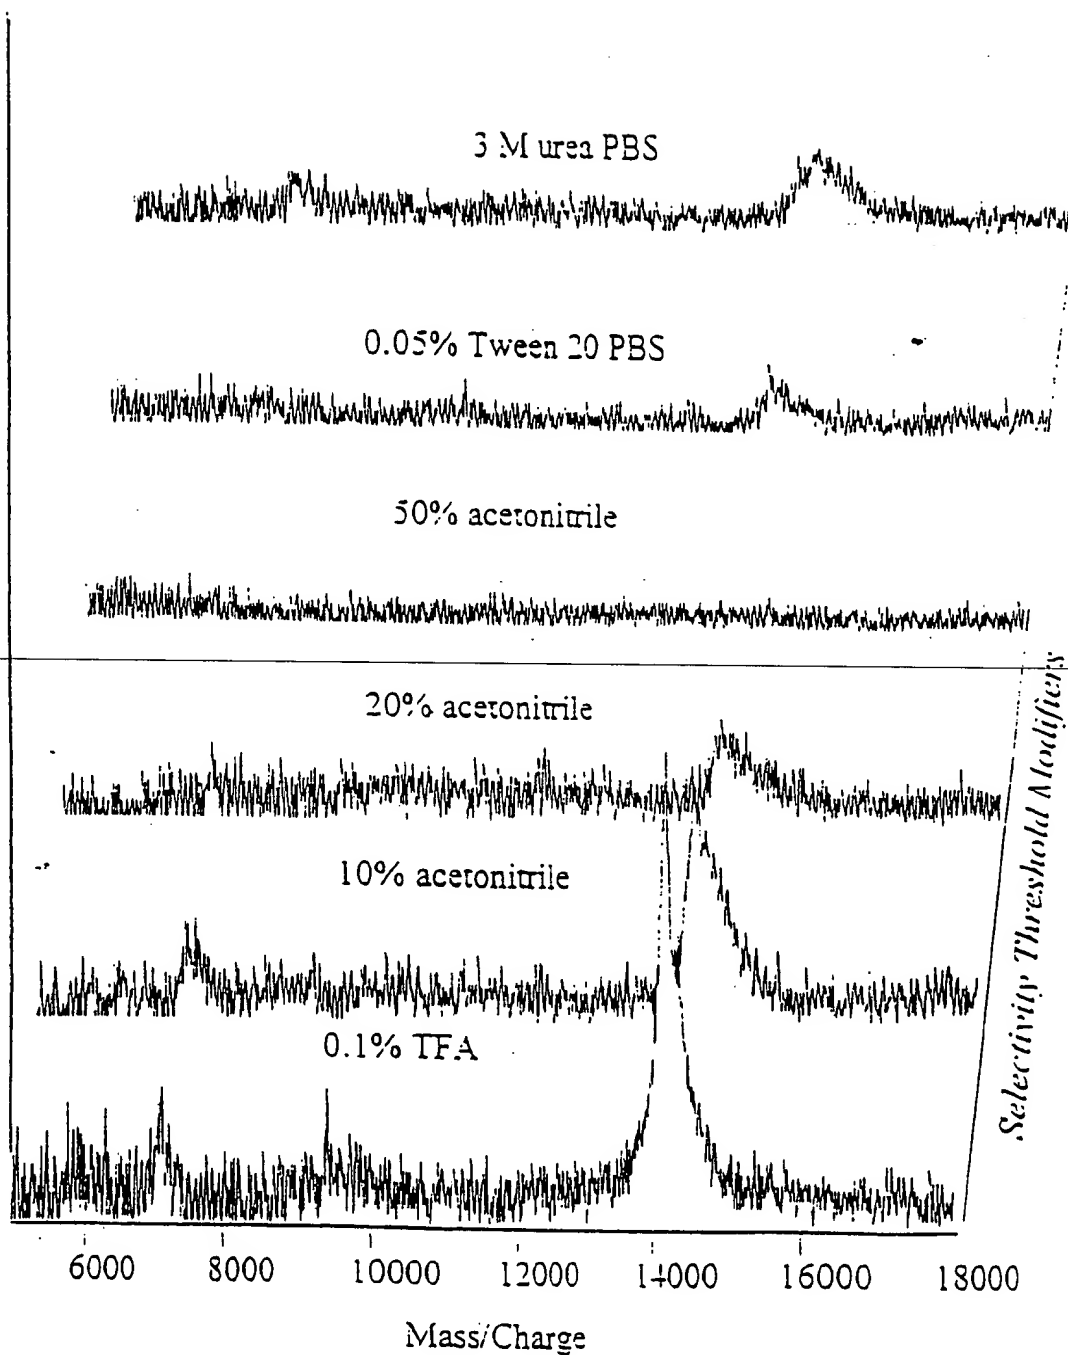 3 M urea PBS
0.05% Tween 20 PBS
50% acetonitrile
20% acetonitrile
10% acetonitrile
0.1% TFA
Selectivity Threshold Modifiers
6000 8000 10000 12000 14000 16000 18000
Mass/Charge